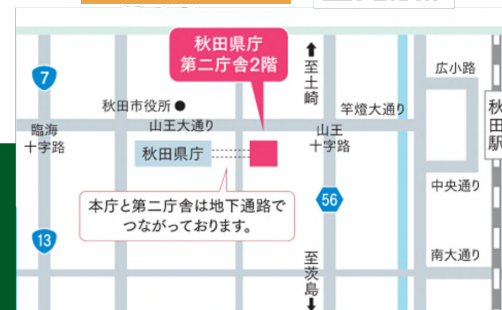 秋田県庁
第二庁舎2階
至土崎
広小路
7
秋田市役所
竿燈大通り
秋田駅
臨海
十字路
山王大通り
山王
十字路
秋田県庁
本庁と第二庁舎は地下通路で
つながっております。
56
中央通り
13
南大通り
至茨島